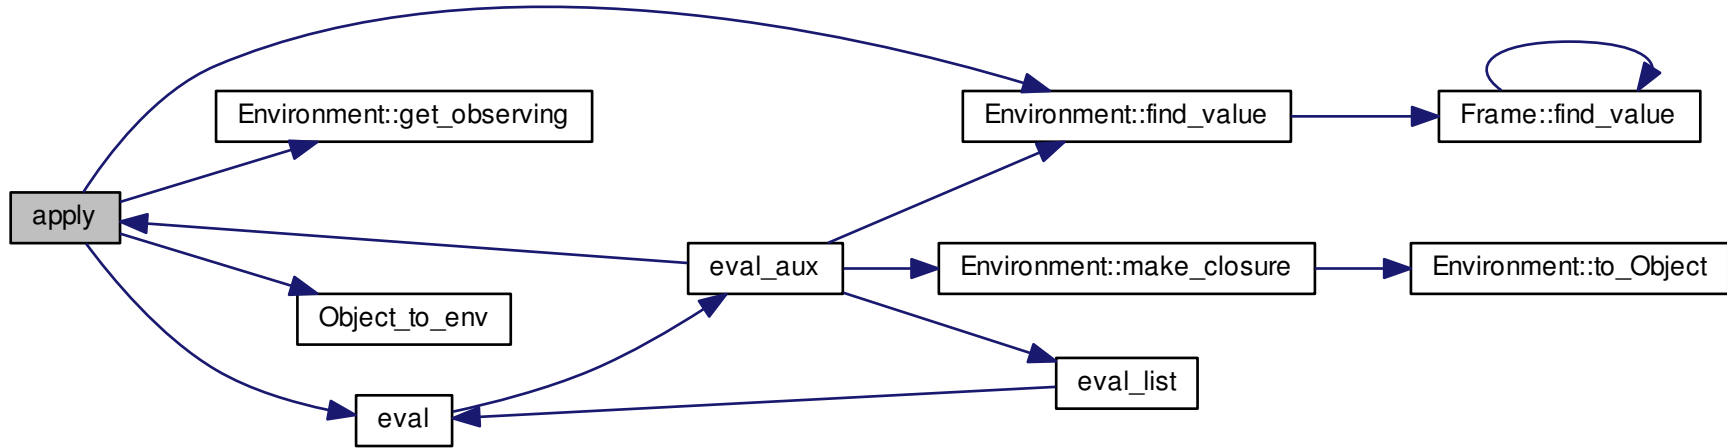 apply
Environment::get_observing
Object_to_env
eval
eval_aux
Environment::find_value
Environment::make_closure
eval_list
Frame::find_value
Environment::to_Object